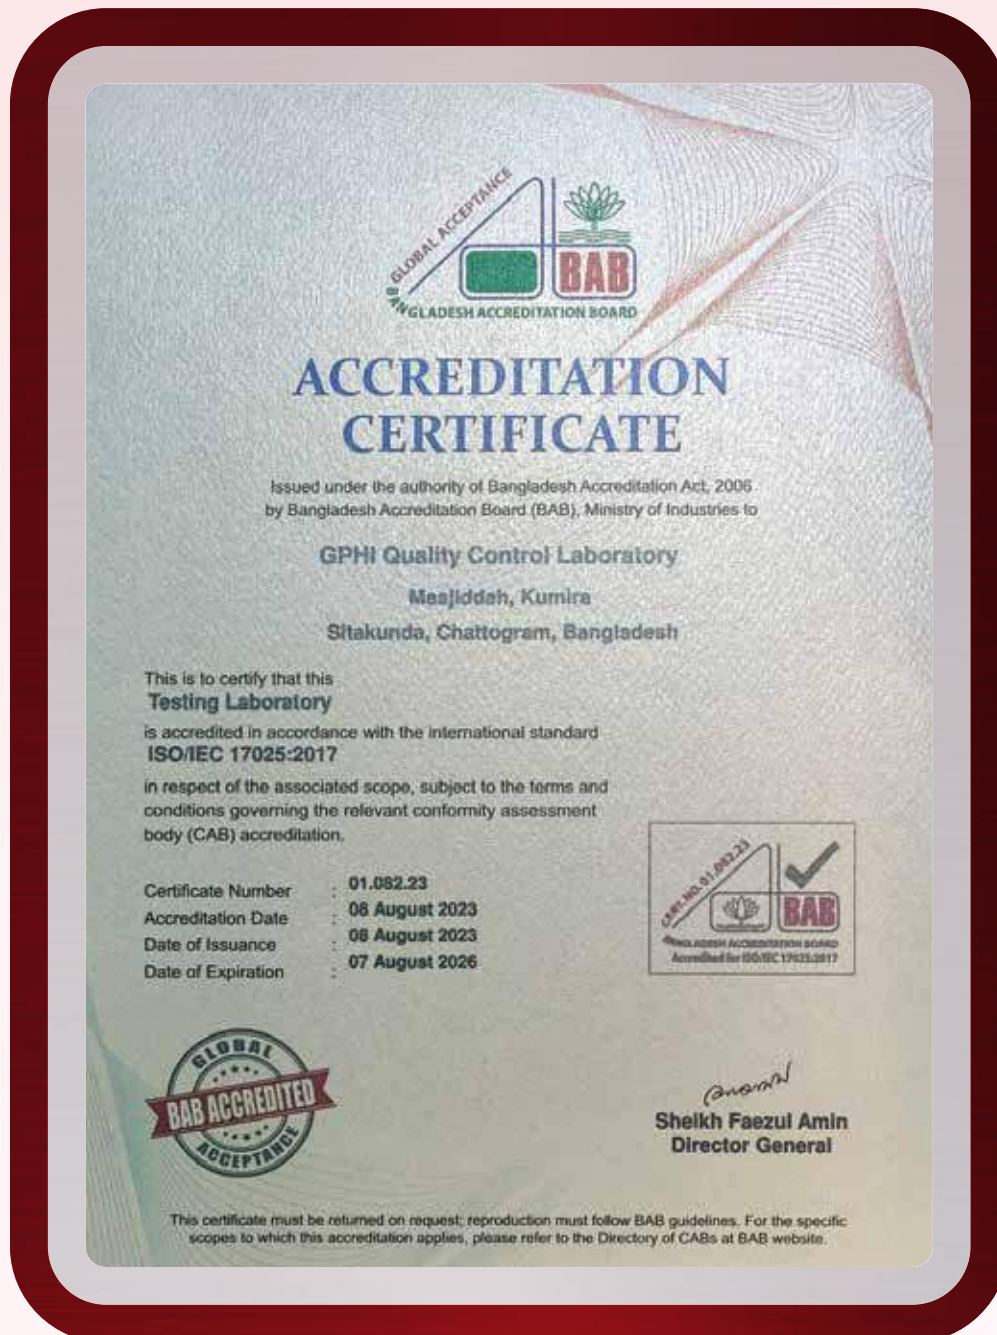 GLOBAL ACCEPTANCE
BAB
BANGLADESH ACCREDITATION BOARD
ACCREDITATION
CERTIFICATE
Issued under the authority of Bangladesh Accreditation Act, 2006
by Bangladesh Accreditation Board (BAB), Ministry of Industries to
GPHI Quality Control Laboratory
Masjiddah, Kumira
Sitakunda, Chattogram, Bangladesh
This is to certify that this
Testing Laboratory
is accredited in accordance with the international standard
ISO/IEC 17025:2017
in respect of the associated scope, subject to the terms and
conditions governing the relevant conformity assessment
body (CAB) accreditation.
Certificate Number : 01.082.23
Accreditation Date : 08 August 2023
Date of Issuance : 08 August 2023
Date of Expiration : 07 August 2026
CERT. NO. 01.082.23
BAB
BANGLADESH ACCREDITATION BOARD
Accredited for ISO/IEC 17025:2017
GLOBAL
BAB ACCREDITED
ACCEPTANCE
Sheikh Faezul Amin
Director General
This certificate must be returned on request; reproduction must follow BAB guidelines. For the specific
scopes to which this accreditation applies, please refer to the Directory of CABs at BAB website.